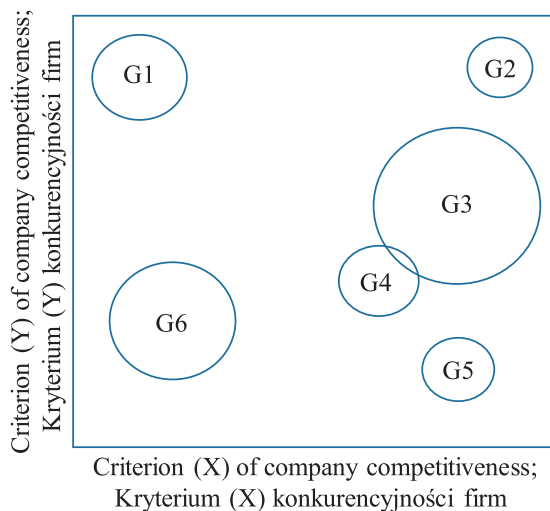 Criterion (Y) of company competitiveness;
Kryterium (Y) konkurencyjności firm
G1
G2
G3
G4
G6
G5
Criterion (X) of company competitiveness;
Kryterium (X) konkurencyjności firm